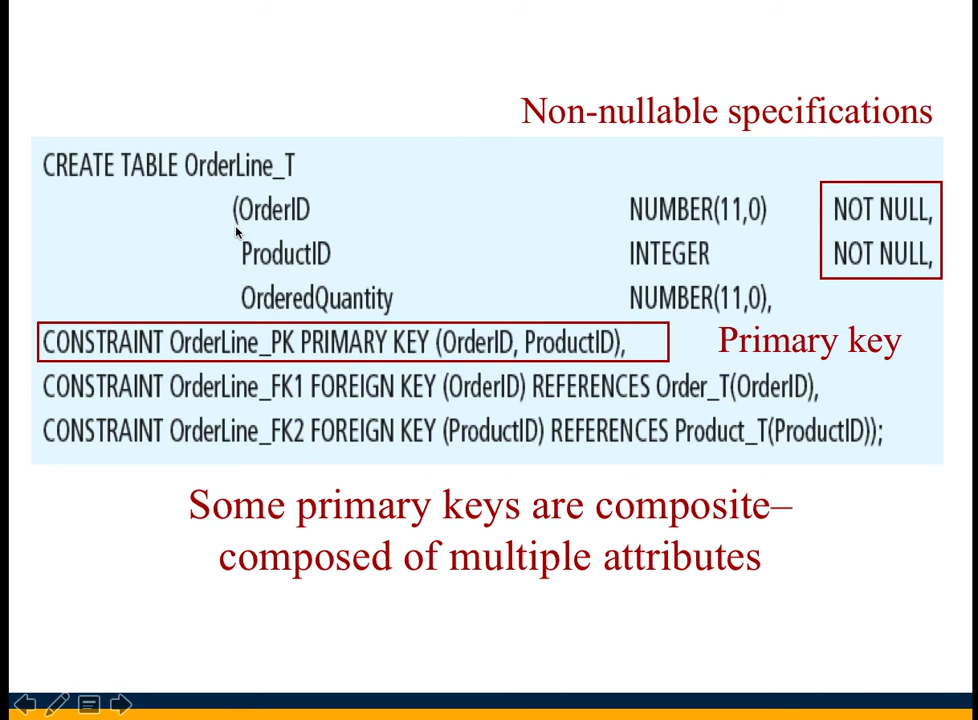 Non-nullable specifications
CREATE TABLE OrderLine_T
(OrderID NUMBER(11,0) NOT NULL,
ProductID INTEGER NOT NULL,
OrderedQuantity NUMBER(11,0),
CONSTRAINT OrderLine_PK PRIMARY KEY (OrderID, ProductID), Primary key
CONSTRAINT OrderLine_FK1 FOREIGN KEY (OrderID) REFERENCES Order_T(OrderID),
CONSTRAINT OrderLine_FK2 FOREIGN KEY (ProductID) REFERENCES Product_T(ProductID));
Some primary keys are composite–
composed of multiple attributes